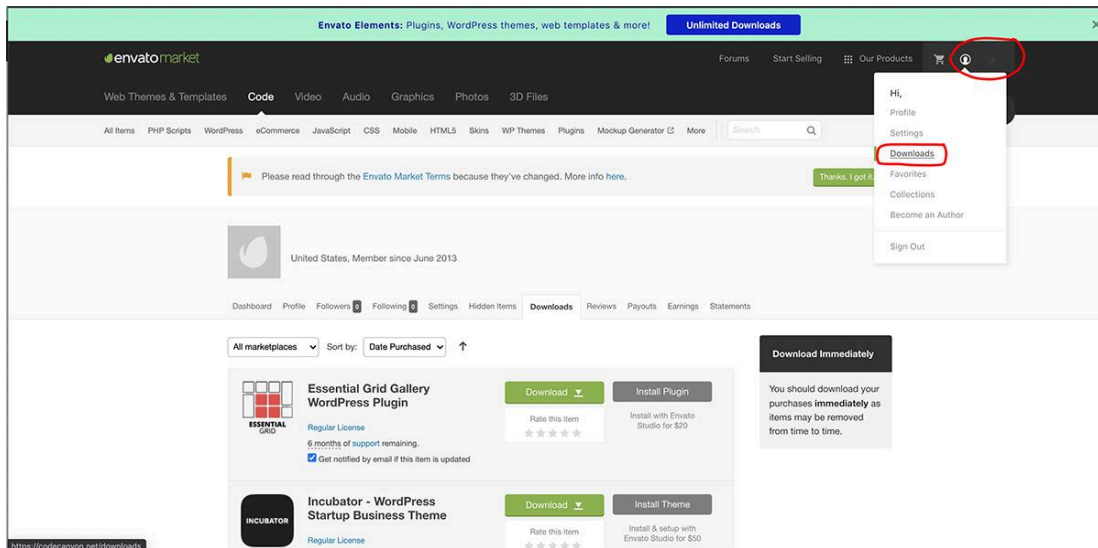 Envato Elements: Plugins, WordPress themes, web templates & more! Unlimited Downloads
envatomarket Forums Start Selling Our Products
Web Themes & Templates Code Video Audio Graphics Photos 3D Files
Hi,
Profile
Settings
Downloads
Favorites
Collections
Become an Author
Sign Out
All Items PHP Scripts WordPress eCommerce JavaScript CSS Mobile HTML5 Skins WP Themes Plugins Mockup Generator More Search
Please read through the Envato Market Terms because they've changed. More info here. Thanks. I got it.
United States, Member since June 2013
Dashboard Profile Followers 0 Following 0 Settings Hidden Items Downloads Reviews Payouts Earnings Statements
All marketplaces Sort by: Date Purchased
Essential Grid Gallery
WordPress Plugin
ESSENTIAL
GRID
Regular License
6 months of support remaining.
Get notified by email if this item is updated
Download
Rate this item
Install Plugin
Install with Envato
Studio for $20
Download Immediately
You should download your
purchases immediately as
items may be removed
from time to time.
INCUBATOR
Incubator - WordPress
Startup Business Theme
Regular License
Download
Rate this item
Install Theme
Install & setup with
Envato Studio for $50
https://codecanyon.net/downloads